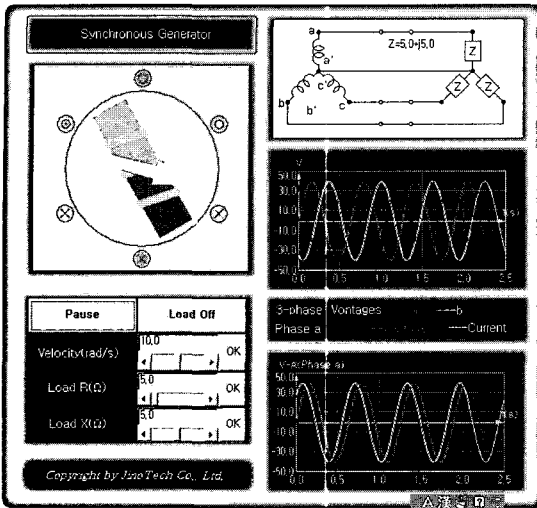 Synchronous Generator
a
a'
Z=5,0+j5,0
Z
Z
Z
c'
b
b'
c
V
50,0
30,0
10,0
-10,0
-30,0
-50,0
0,0 0,5 1,0 1,5 2,0 2,5
t(s)
Pause
Load Off
Velocity(rad/s)
10,0
OK
Load R(Ω)
5,0
OK
Load X(Ω)
5,0
OK
3-phase Vontages
b
Phase a
Current
V-A(Phase a)
50,0
30,0
10,0
-10,0
-30,0
-50,0
0,0 0,5 1,0 1,5 2,0 2,5
Copyright by JinoTech Co,, Ltd,
A 漢